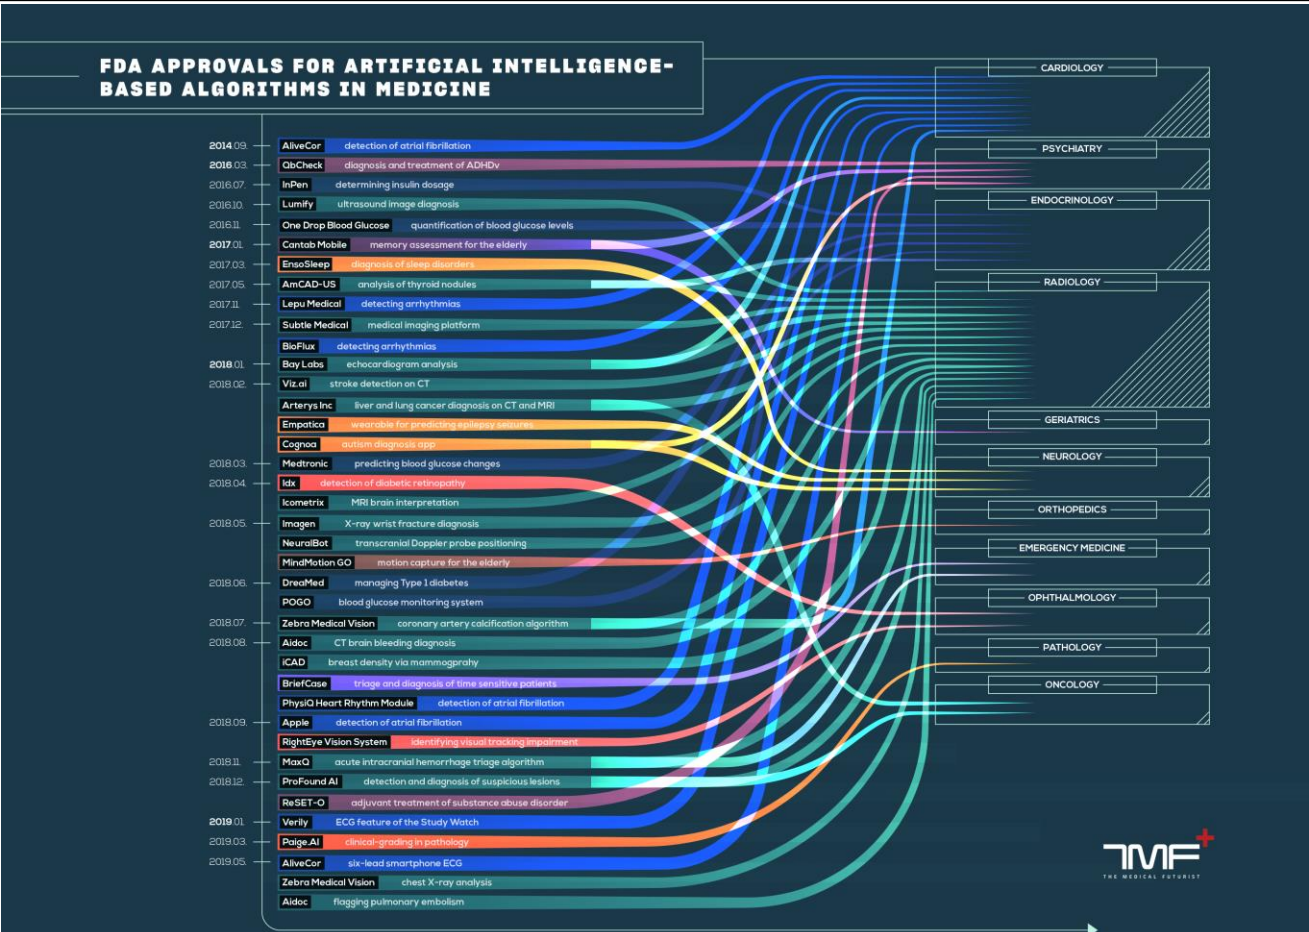 FDA APPROVALS FOR ARTIFICIAL INTELLIGENCE-
BASED ALGORITHMS IN MEDICINE
2014.09. AliveCor detection of atrial fibrillation
2016.03. QbCheck diagnosis and treatment of ADHDv
2016.07. InPen determining insulin dosage
2016.10. Lumify ultrasound image diagnosis
2016.11. One Drop Blood Glucose quantification of blood glucose levels
2017.01. Cantab Mobile memory assessment for the elderly
2017.03. EnsoSleep diagnosis of sleep disorders
2017.05. AmCAD-US analysis of thyroid nodules
2017.11. Lepu Medical detecting arrhythmias
2017.12. Subtle Medical medical imaging platform
BioFlux detecting arrhythmias
2018.01. Bay Labs echocardiogram analysis
2018.02. Viz.ai stroke detection on CT
Arterys Inc liver and lung cancer diagnosis on CT and MRI
Empatica wearable for predicting epilepsy seizures
Cognoa autism diagnosis app
2018.03. Medtronic predicting blood glucose changes
2018.04. Idx detection of diabetic retinopathy
Icometrix MRI brain interpretation
2018.05. Imagen X-ray wrist fracture diagnosis
NeuralBot transcranial Doppler probe positioning
MindMotion GO motion capture for the elderly
2018.06. DreaMed managing Type 1 diabetes
POGO blood glucose monitoring system
2018.07. Zebra Medical Vision coronary artery calcification algorithm
2018.08. Aidoc CT brain bleeding diagnosis
iCAD breast density via mammogprahy
BriefCase triage and diagnosis of time sensitive patients
PhysiQ Heart Rhythm Module detection of atrial fibrillation
2018.09. Apple detection of atrial fibrillation
RightEye Vision System identifying visual tracking impairment
2018.11. MaxQ acute intracranial hemorrhage triage algorithm
2018.12. ProFound AI detection and diagnosis of suspicious lesions
ReSET-O adjuvant treatment of substance abuse disorder
2019.01. Verily ECG feature of the Study Watch
2019.03. Paige.AI clinical-grading in pathology
2019.05. AliveCor six-lead smartphone ECG
Zebra Medical Vision chest X-ray analysis
Aidoc flagging pulmonary embolism
CARDIOLOGY
PSYCHIATRY
ENDOCRINOLOGY
RADIOLOGY
GERIATRICS
NEUROLOGY
ORTHOPEDICS
EMERGENCY MEDICINE
OPHTHALMOLOGY
PATHOLOGY
ONCOLOGY
TMF
THE MEDICAL FUTURIST